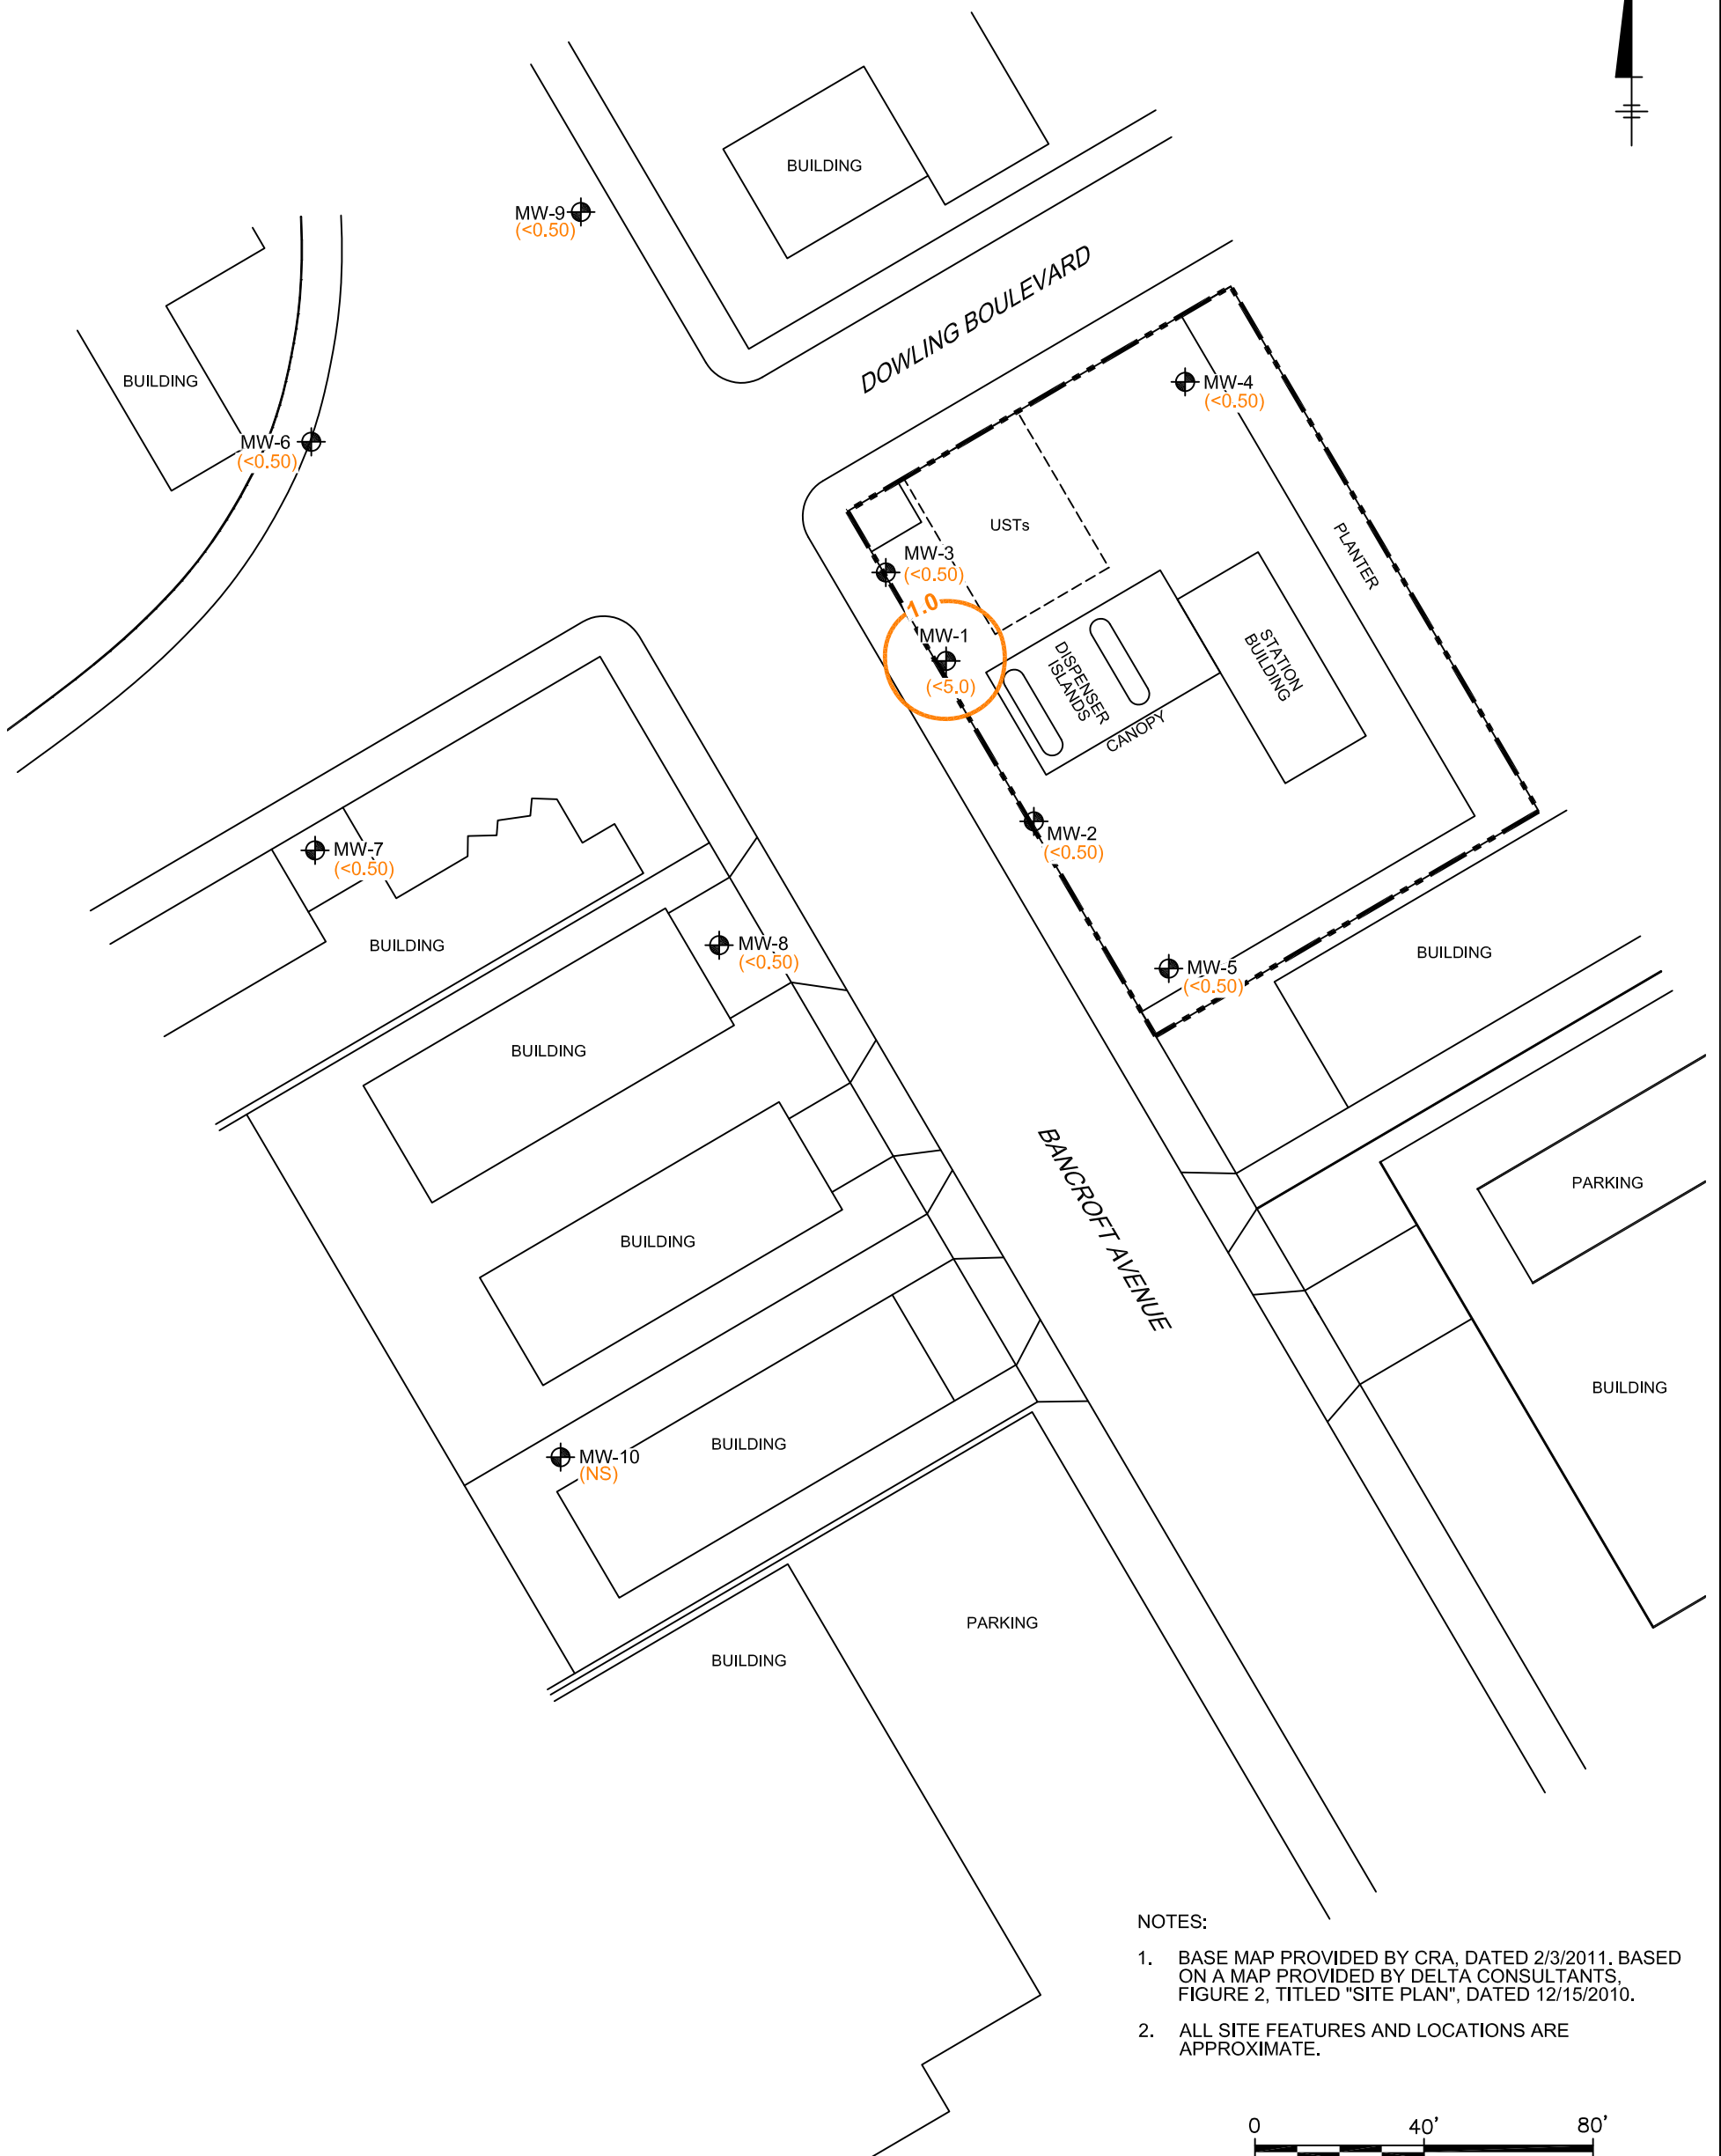 BUILDING
MW-9
(<0.50)
DOWLING BOULEVARD
BUILDING
MW-6
(<0.50)
MW-4
(<0.50)
USTs
PLANTER
MW-3
(<0.50)
1.0
MW-1
(<5.0)
DISPENSER
ISLANDS
CANOPY
STATION
BUILDING
MW-2
(<0.50)
MW-7
(<0.50)
BUILDING
MW-8
(<0.50)
MW-5
(<0.50)
BUILDING
BUILDING
BANCROFT AVENUE
PARKING
BUILDING
BUILDING
BUILDING
MW-10
(NS)
PARKING
BUILDING
NOTES:
1. BASE MAP PROVIDED BY CRA, DATED 2/3/2011. BASED
ON A MAP PROVIDED BY DELTA CONSULTANTS,
FIGURE 2, TITLED "SITE PLAN", DATED 12/15/2010.
2. ALL SITE FEATURES AND LOCATIONS ARE
APPROXIMATE.
0 40' 80'